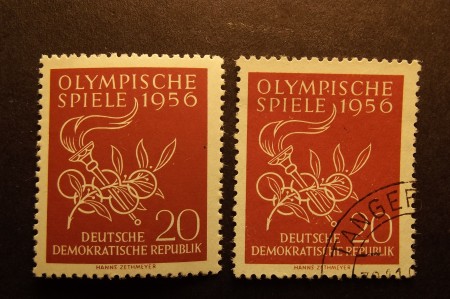 OLYMPISCHE
SPIELE 1956
20
DEUTSCHE
DEMOKRATISCHE REPUBLIK
HANNS ZETHMEYER
OLYMPISCHE
SPIELE 1956
20
DEUTSCHE
DEMOKRATISCHE REPUBLIK
HANNS ZETHMEYER